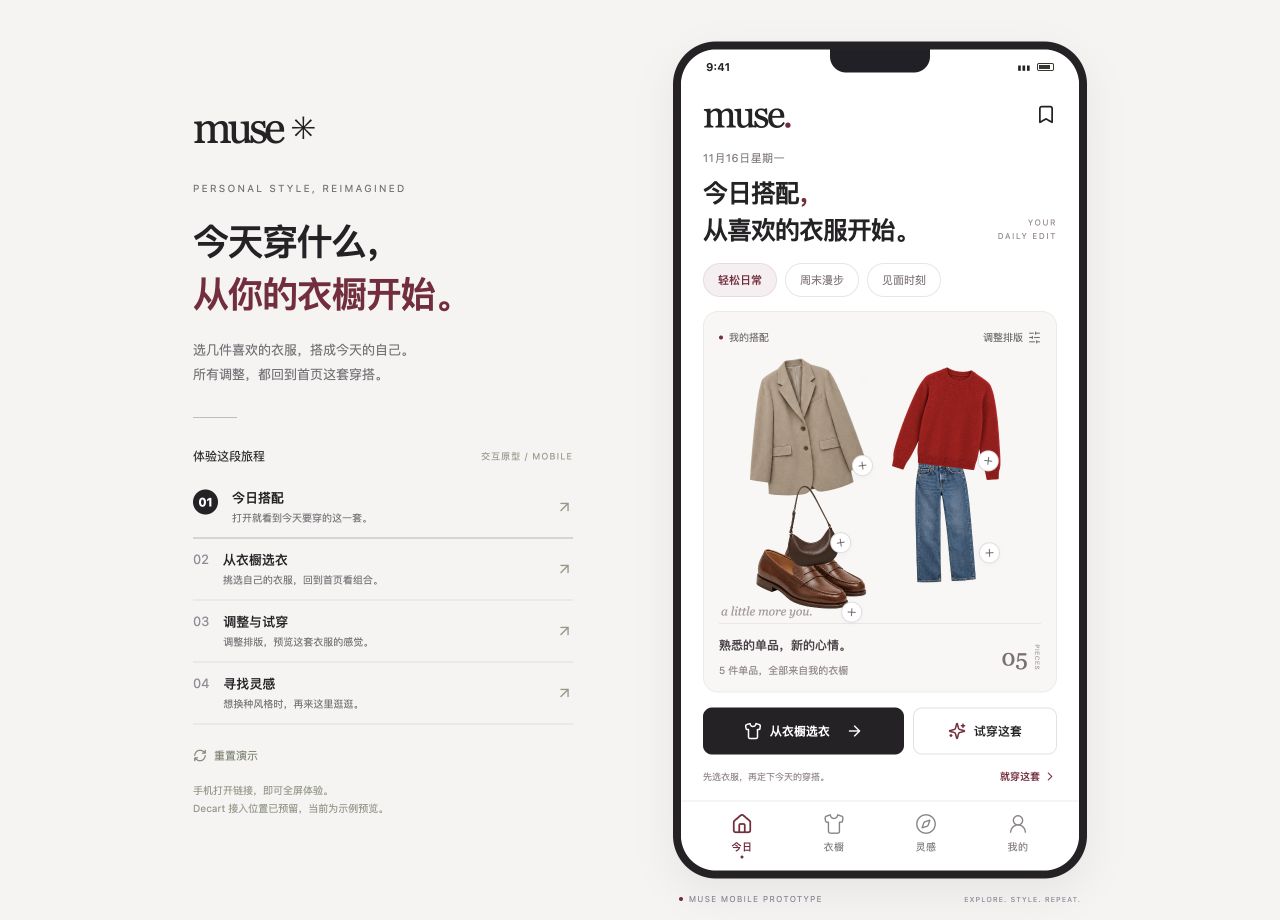 muse
PERSONAL STYLE, REIMAGINED
今天穿什么，
从你的衣橱开始。
选几件喜欢的衣服，搭成今天的自己。
所有调整，都回到首页这套穿搭。
体验这段旅程
交互原型 / MOBILE
01
今日搭配
打开就看到今天要穿的这一套。
02
从衣橱选衣
挑选自己的衣服，回到首页看组合。
03
调整与试穿
调整排版，预览这套衣服的感觉。
04
寻找灵感
想换种风格时，再来这里逛逛。
重置演示
手机打开链接，即可全屏体验。
Decart 接入位置已预留，当前为示例预览。
9:41
muse.
11月16日星期一
今日搭配，
从喜欢的衣服开始。
YOUR
DAILY EDIT
轻松日常
周末漫步
见面时刻
我的搭配
调整排版
a little more you.
熟悉的单品，新的心情。
5 件单品，全部来自我的衣橱
05
PIECES
从衣橱选衣
试穿这套
先选衣服，再定下今天的穿搭。
就穿这套
今日
衣橱
灵感
我的
MUSE MOBILE PROTOTYPE
EXPLORE. STYLE. REPEAT.